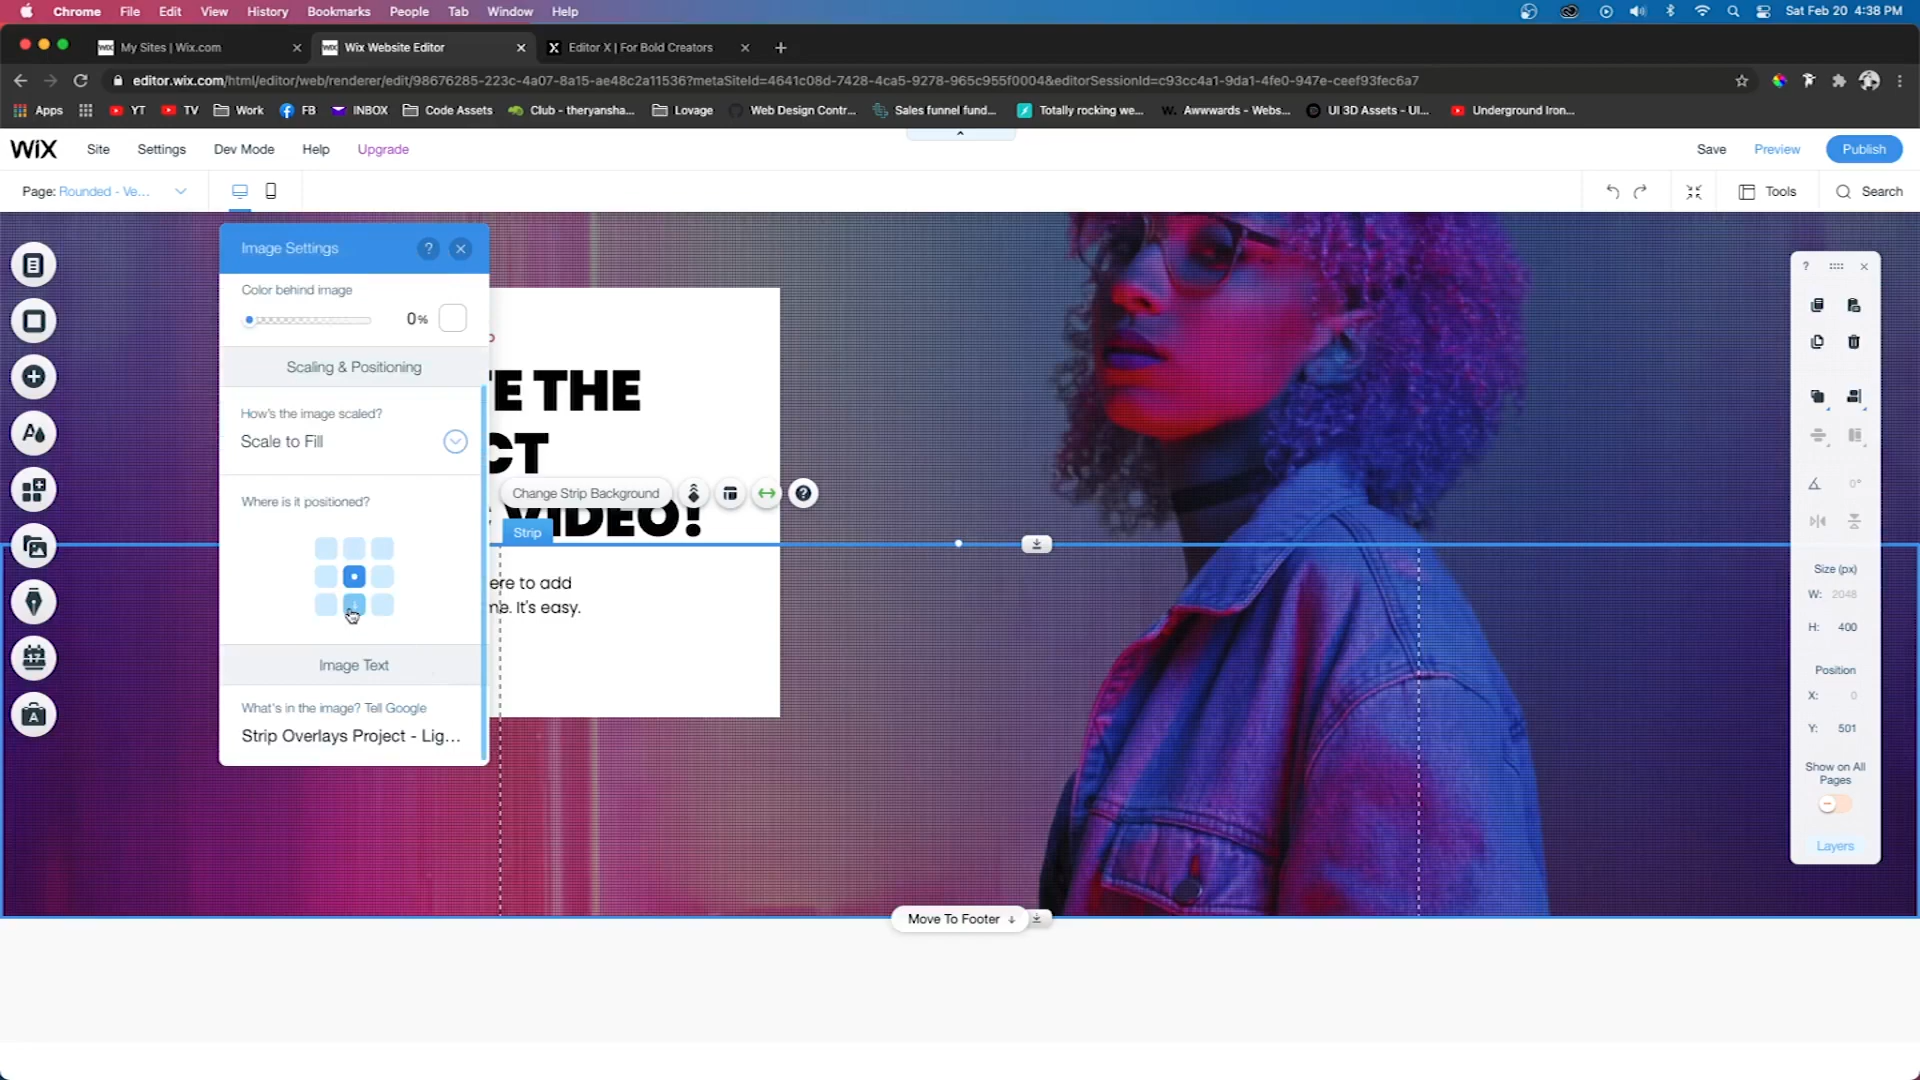 Chrome File Edit View History Bookmarks People Tab Window Help Sat Feb 20 4:38 PM
My Sites | Wix.com Wix Website Editor Editor X | For Bold Creators
editor.wix.com/html/editor/web/renderer/edit/98676285-223c-4a07-8a15-ae48c2a11536?metaSiteId=4641c08d-7428-4ca5-9278-965c955f0004&editorSessionId=c93cc4a1-9da1-4fe0-947e-ceef93fec6a7
Apps YT TV Work FB INBOX Code Assets Club - theryansha... Lovage Web Design Contr... Sales funnel fund... Totally rocking we... Awwwards - Webs... UI 3D Assets - UI... Underground Iron...
WiX Site Settings Dev Mode Help Upgrade Save Preview Publish
Page: Rounded - Ve... Tools Search
Image Settings ?
Color behind image
0%
Scaling & Positioning
How's the image scaled?
Scale to Fill
Where is it positioned?
Image Text
What's in the image? Tell Google
Strip Overlays Project - Lig...
E THE
CT
VIDEO!
Change Strip Background ?
Strip
ere to add
me. It's easy.
Move To Footer
?
0°
Size (px)
W: 2048
H: 400
Position
X: 0
Y: 501
Show on All
Pages
Layers